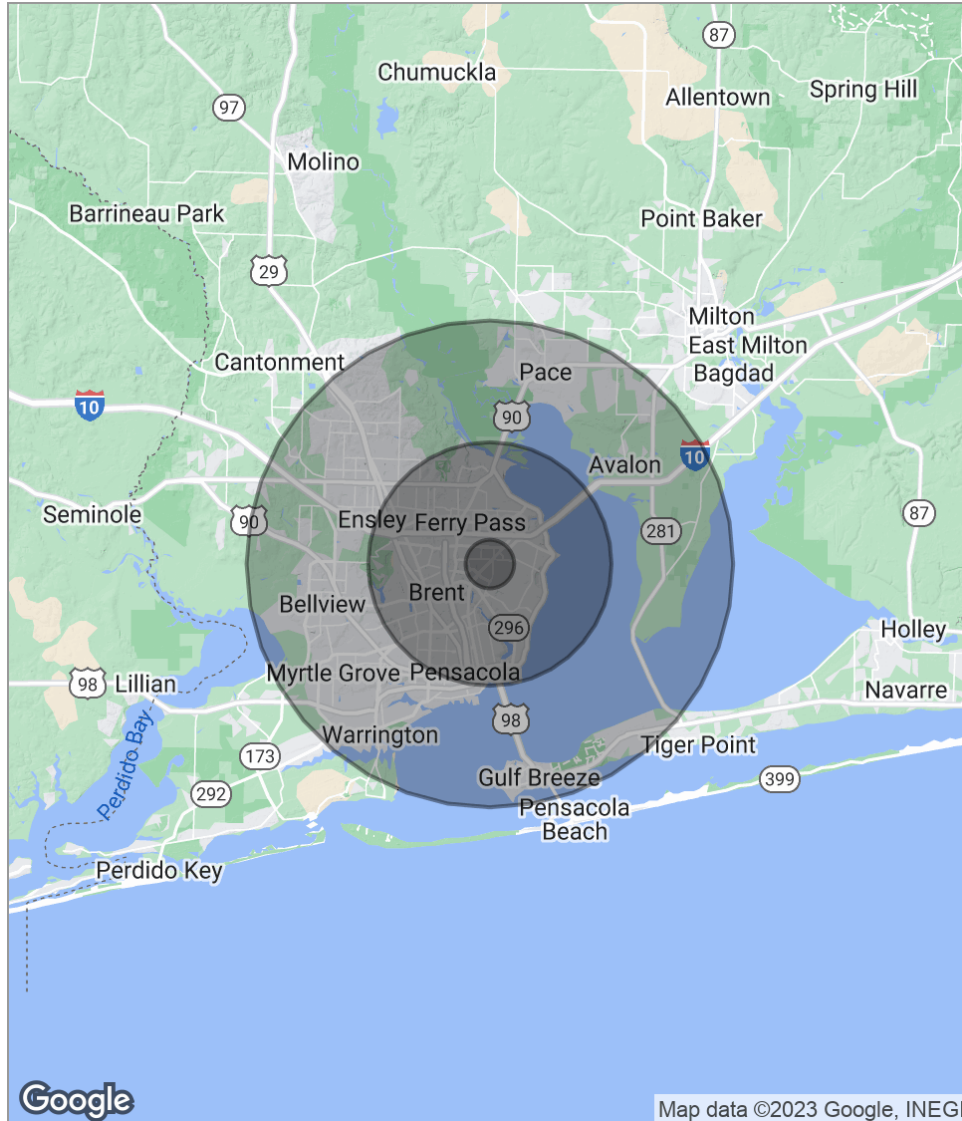 87
Chumuckla
Allentown
Spring Hill
97
Molino
Barrineau Park
Point Baker
29
Milton
East Milton
Cantonment
Pace
Bagdad
10
90
Avalon
10
Seminole
90
Ensley
Ferry Pass
87
281
Brent
Bellview
296
Holley
Myrtle Grove
Pensacola
98
Lillian
Navarre
98
Warrington
Tiger Point
Perdido Bay
173
Gulf Breeze
399
292
Pensacola
Beach
Perdido Key
Google
Map data ©2023 Google, INEGI